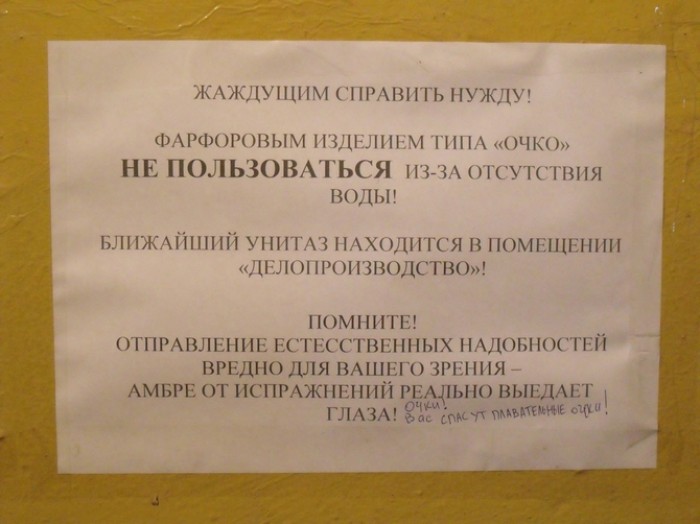 ЖАЖДУЩИМ СПРАВИТЬ НУЖДУ!
ФАРФОРОВЫМ ИЗДЕЛИЕМ ТИПА «ОЧКО»
НЕ ПОЛЬЗОВАТЬСЯ ИЗ-ЗА ОТСУТСТВИЯ
ВОДЫ!
БЛИЖАЙШИЙ УНИТАЗ НАХОДИТСЯ В ПОМЕЩЕНИИ
«ДЕЛОПРОИЗВОДСТВО»!
ПОМНИТЕ!
ОТПРАВЛЕНИЕ ЕСТЕССТВЕННЫХ НАДОБНОСТЕЙ
ВРЕДНО ДЛЯ ВАШЕГО ЗРЕНИЯ –
АМБРЕ ОТ ИСПРАЖНЕНИЙ РЕАЛЬНО ВЫЕДАЕТ
ГЛАЗА!
ОЧКИ!
Вас СПАСУТ ПЛАВАТЕЛЬНЫЕ ОЧКИ!